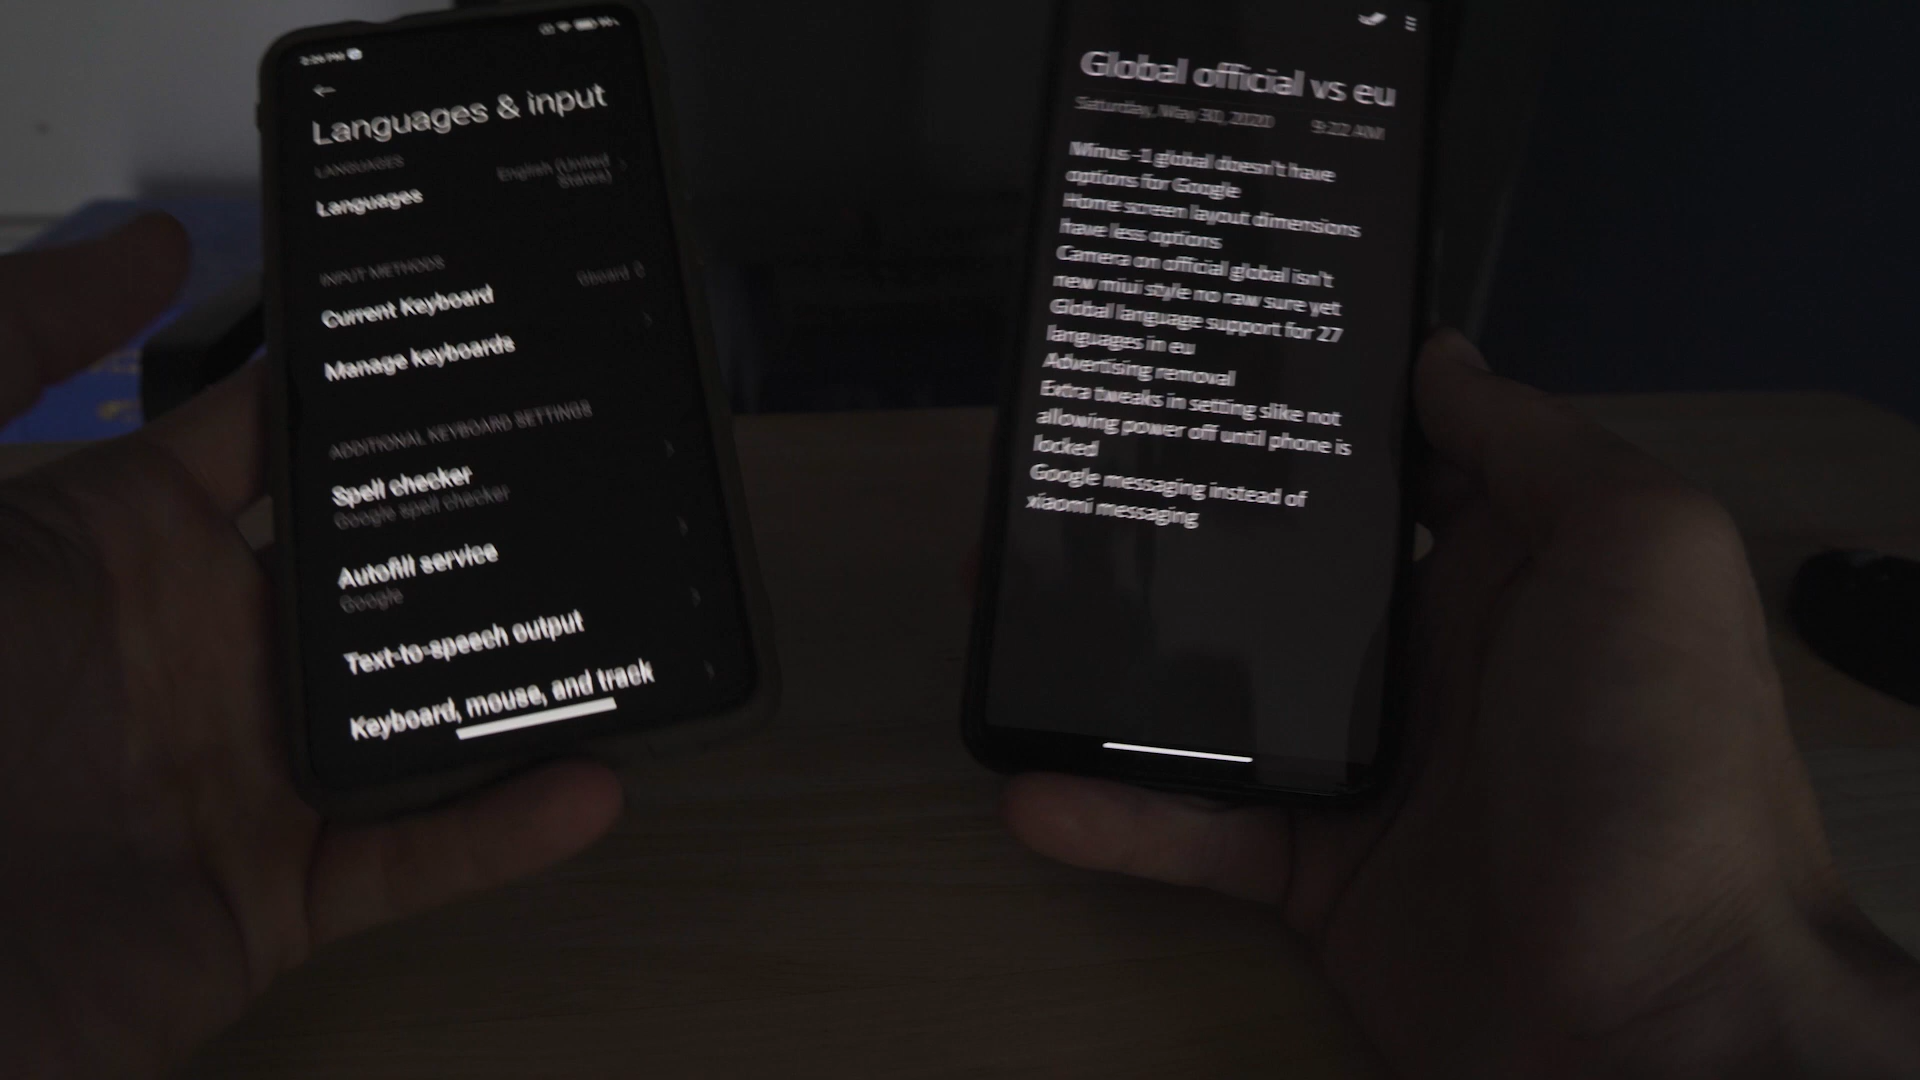 Languages & input
LANGUAGES
Languages
English (United
States)
INPUT METHODS
Current Keyboard
Gboard
Manage keyboards
ADDITIONAL KEYBOARD SETTINGS
Spell checker
Google spell checker
Autofill service
Google
Text-to-speech output
Keyboard, mouse, and track
Global official vs eu
Saturday, May 30, 2020
9:22 AM
Minus -1 global doesn't have
options for Google
Home screen layout dimensions
have less options
Camera on official global isn't
new miui style no raw sure yet
Global language support for 27
languages in eu
Advertising removal
Extra tweaks in setting slike not
allowing power off until phone is
locked
Google messaging instead of
xiaomi messaging